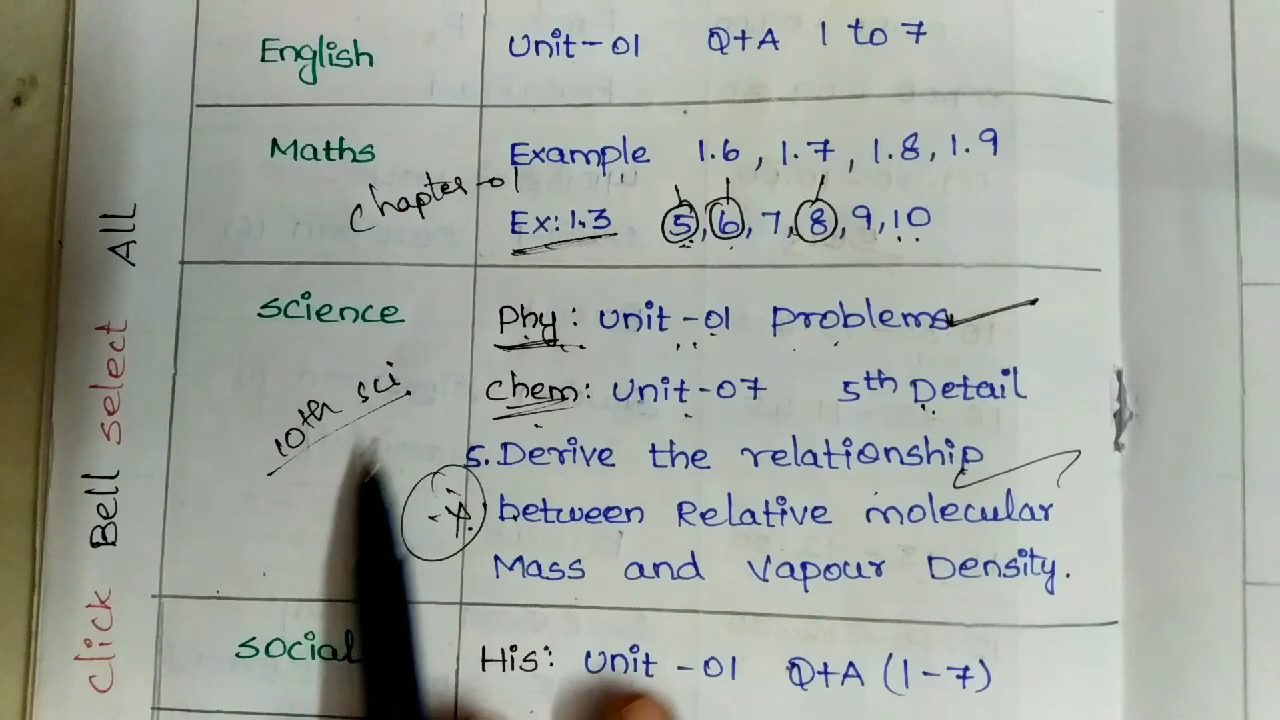 English Unit-01 Q+A 1 to 7
Maths Example 1.6, 1.7, 1.8, 1.9
Chapter-01
Ex: 1.3 5, 6, 7, 8, 9, 10
Science Phy: Unit-01 Problems
Chem: Unit-07 5th Detail
10th Sci
5. Derive the relationship
between Relative molecular
Mass and Vapour Density.
Social His: Unit-01 Q+A (1-7)
Click Bell select All